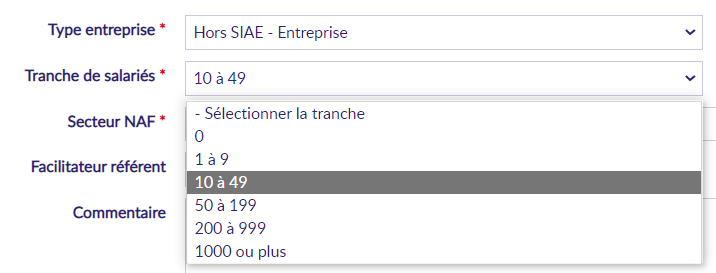 Type entreprise * Hors SIAE - Entreprise
Tranche de salariés * 10 à 49
- Sélectionner la tranche
Secteur NAF *
0
1 à 9
Facilitateur référent
10 à 49
50 à 199
Commentaire
200 à 999
1000 ou plus